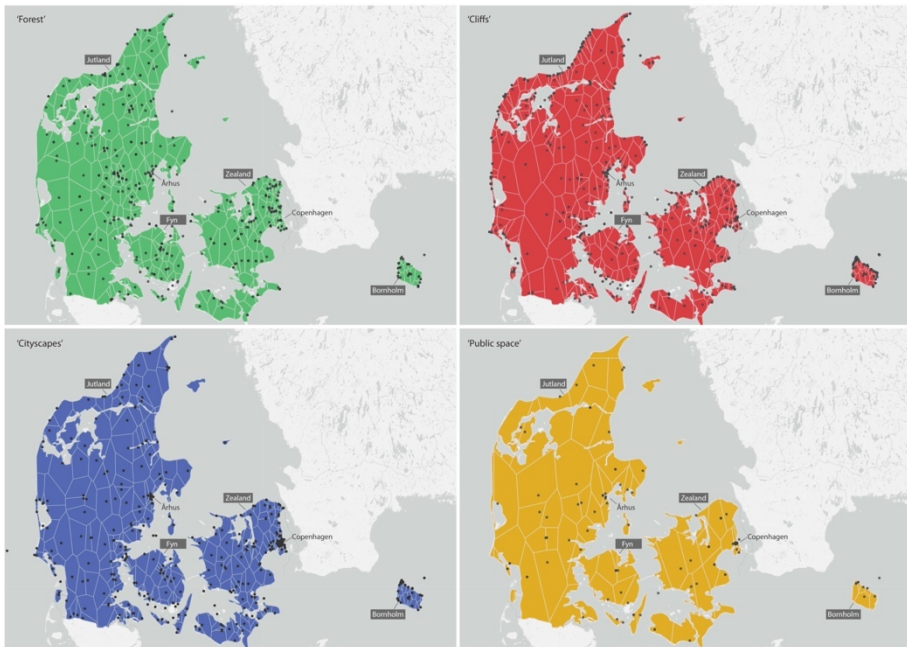 'Forest'
Jutland
Zealand
Århus
Copenhagen
Fyn
Bornholm
'Cliffs'
Jutland
Zealand
Århus
Copenhagen
Fyn
Bornholm
'Cityscapes'
Jutland
Zealand
Århus
Copenhagen
Fyn
Bornholm
'Public space'
Jutland
Zealand
Århus
Copenhagen
Fyn
Bornholm